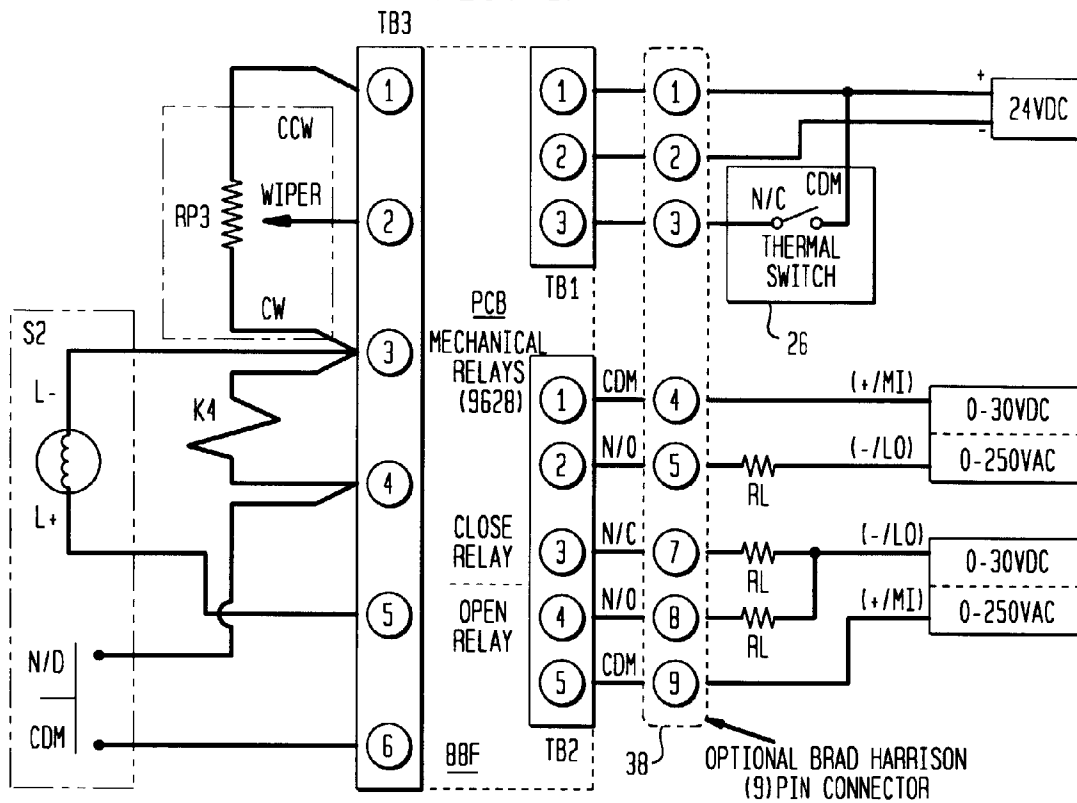 TB3
1
2
3
4
5
6
CCW
WIPER
RP3
CW
S2
L-
K4
L+
N/D
CDM
PCB
MECHANICAL
RELAYS
(9628)
CLOSE
RELAY
OPEN
RELAY
88F
1
2
3
TB1
1
2
3
4
5
TB2
CDM
N/O
N/C
N/O
CDM
1
2
3
4
5
7
8
9
38
+
-
24VDC
N/C
CDM
THERMAL
SWITCH
26
(+/MI)
(-/LO)
RL
0-30VDC
0-250VAC
RL
RL
(-/LO)
(+/MI)
0-30VDC
0-250VAC
OPTIONAL BRAD HARRISON
(9)PIN CONNECTOR